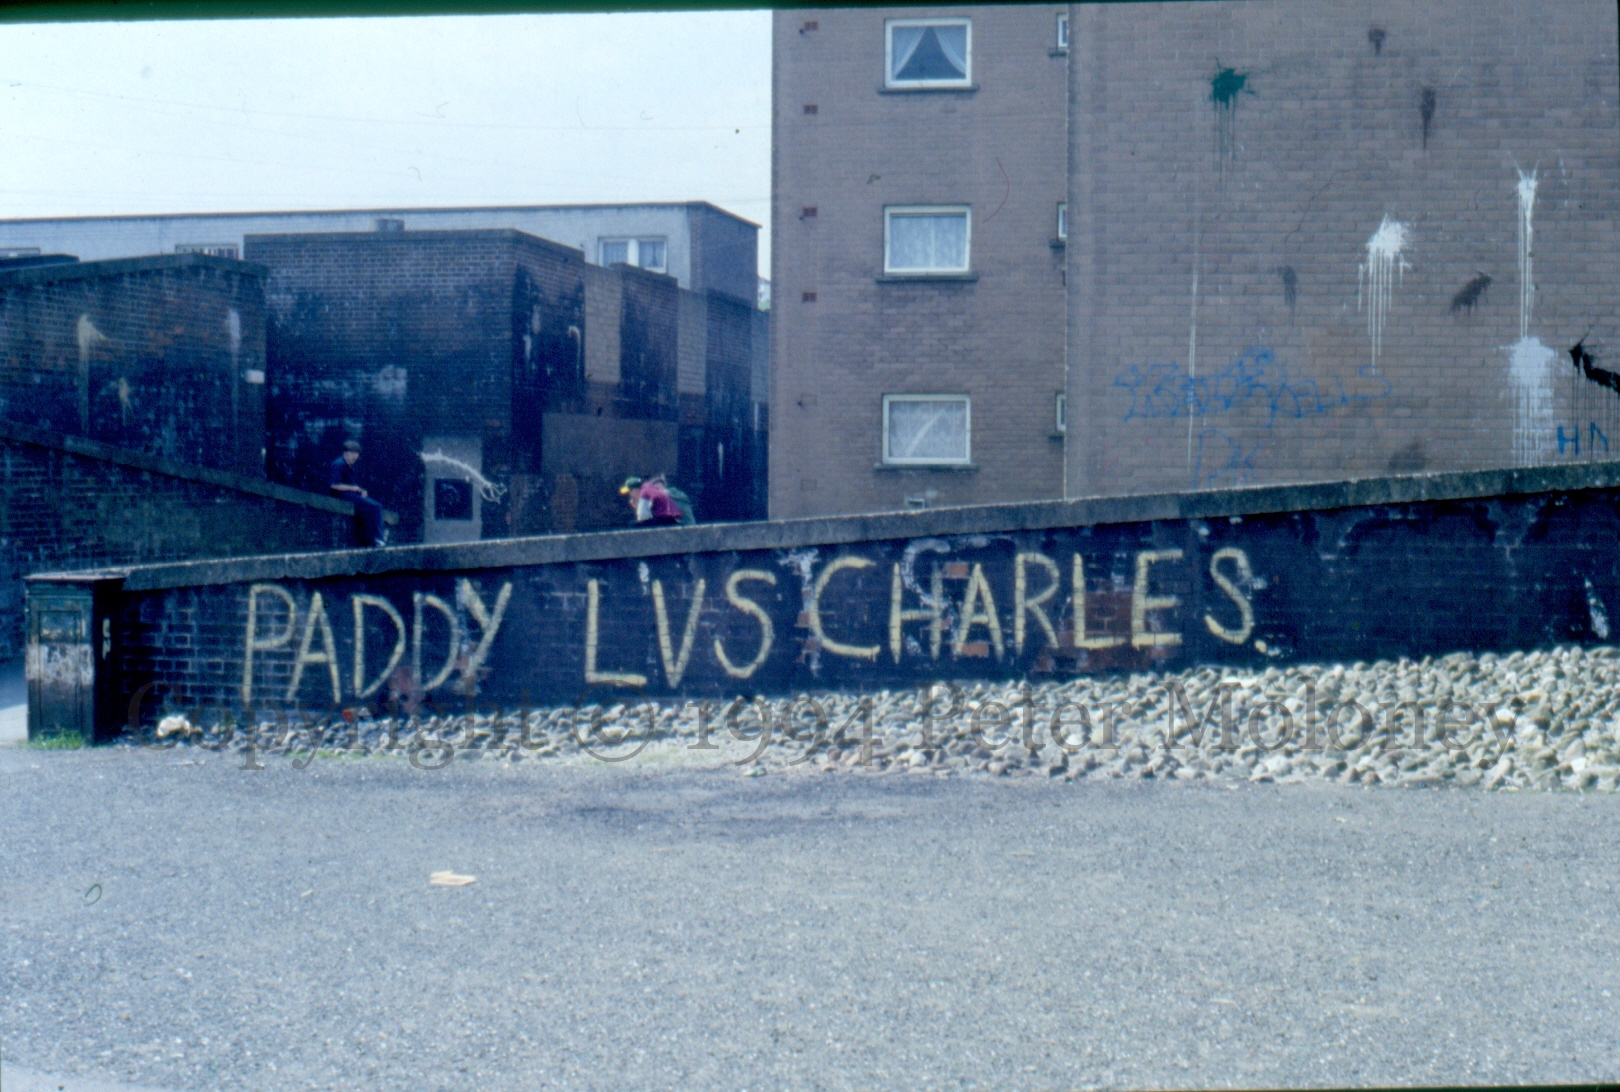 PADDY LVS CHARLES.
Copyright © 1994 Peter Moloney